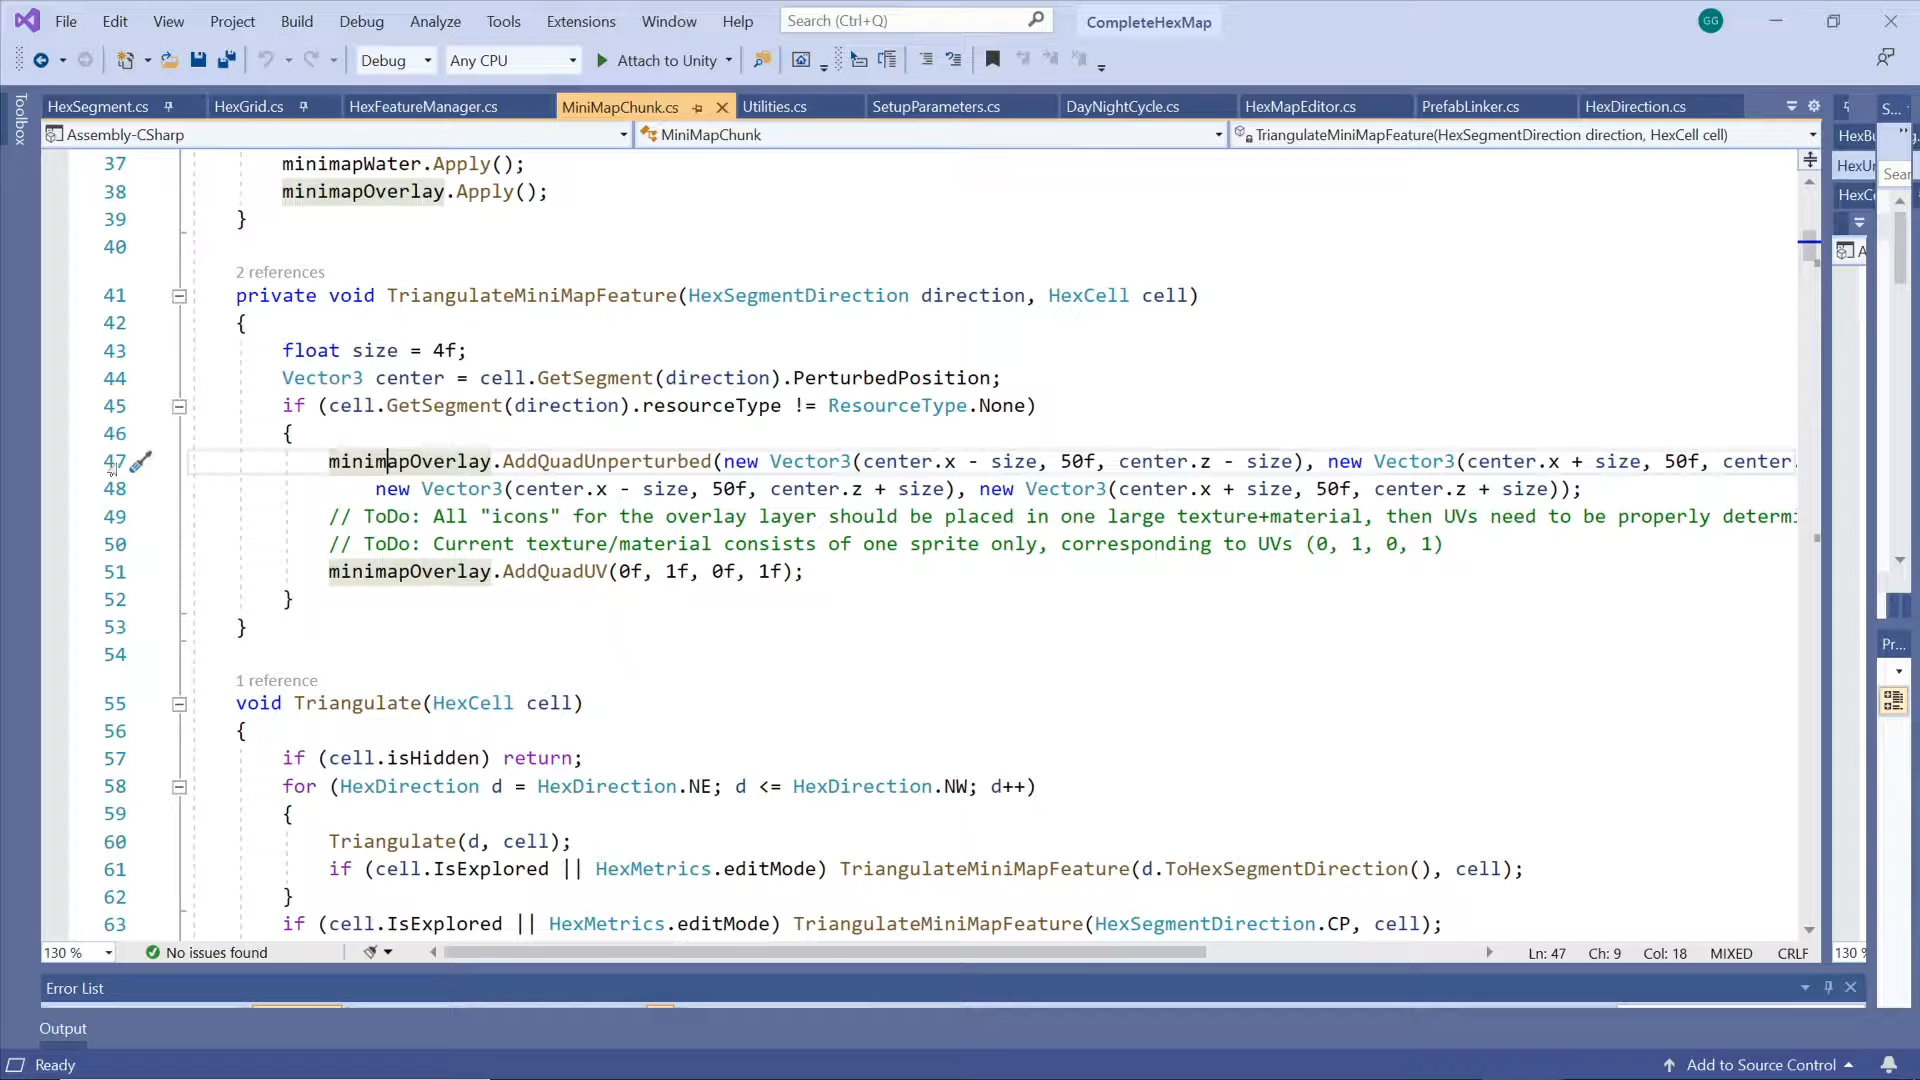 File Edit View Project Build Debug Analyze Tools Extensions Window Help Search (Ctrl+Q) CompleteHexMap GG
Debug Any CPU Attach to Unity
Toolbox
HexSegment.cs HexGrid.cs HexFeatureManager.cs MiniMapChunk.cs Utilities.cs SetupParameters.cs DayNightCycle.cs HexMapEditor.cs PrefabLinker.cs HexDirection.cs S...
Assembly-CSharp MiniMapChunk TriangulateMiniMapFeature(HexSegmentDirection direction, HexCell cell) HexBu
HexUr
Sear
HexCe
A
37 minimapWater.Apply();
38 minimapOverlay.Apply();
39 }
40
2 references
41 private void TriangulateMiniMapFeature(HexSegmentDirection direction, HexCell cell)
42 {
43 float size = 4f;
44 Vector3 center = cell.GetSegment(direction).PerturbedPosition;
45 if (cell.GetSegment(direction).resourceType != ResourceType.None)
46 {
47 minimapOverlay.AddQuadUnperturbed(new Vector3(center.x - size, 50f, center.z - size), new Vector3(center.x + size, 50f, center.
48 new Vector3(center.x - size, 50f, center.z + size), new Vector3(center.x + size, 50f, center.z + size));
49 // ToDo: All "icons" for the overlay layer should be placed in one large texture+material, then UVs need to be properly determi
50 // ToDo: Current texture/material consists of one sprite only, corresponding to UVs (0, 1, 0, 1)
51 minimapOverlay.AddQuadUV(0f, 1f, 0f, 1f);
52 }
53 }
54
1 reference
55 void Triangulate(HexCell cell)
56 {
57 if (cell.isHidden) return;
58 for (HexDirection d = HexDirection.NE; d <= HexDirection.NW; d++)
59 {
60 Triangulate(d, cell);
61 if (cell.IsExplored || HexMetrics.editMode) TriangulateMiniMapFeature(d.ToHexSegmentDirection(), cell);
62 }
63 if (cell.IsExplored || HexMetrics.editMode) TriangulateMiniMapFeature(HexSegmentDirection.CP, cell);
Pr...
130 % No issues found Ln: 47 Ch: 9 Col: 18 MIXED CRLF 130 %
Error List
Output
Ready Add to Source Control